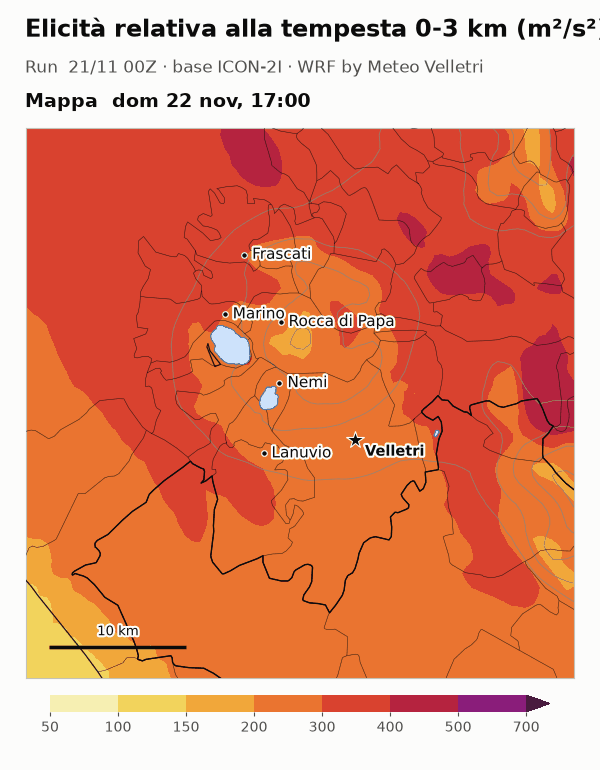 Elicità relativa alla tempesta 0-3 km (m²/s²)
Run 21/11 00Z · base ICON-2I · WRF by Meteo Velletri
Mappa dom 22 nov, 17:00
Frascati
Marino
Rocca di Papa
Nemi
Velletri
Lanuvio
10 km
50 100 150 200 300 400 500 700